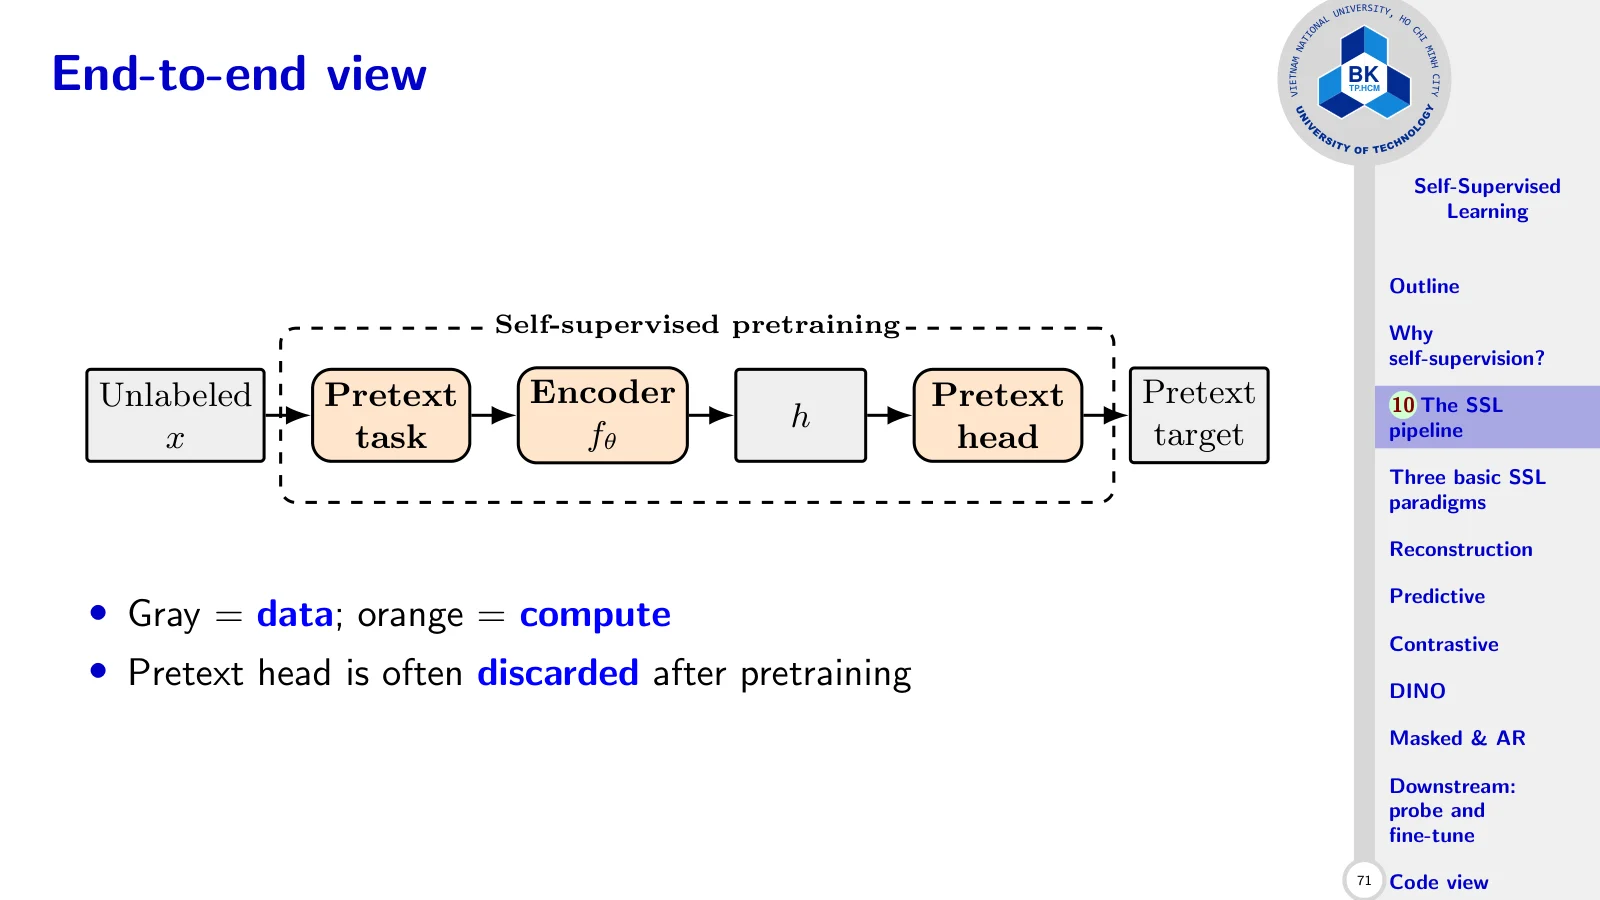 End-to-end view
Self-supervised pretraining
Unlabeled
x
Pretext
task
Encoder
fθ
h
Pretext
head
Pretext
target
• Gray = data; orange = compute
• Pretext head is often discarded after pretraining
VIETNAM NATIONAL UNIVERSITY, HO CHI MINH CITY
BK
TP.HCM
UNIVERSITY OF TECHNOLOGY
Self-Supervised
Learning
Outline
Why
self-supervision?
10 The SSL
pipeline
Three basic SSL
paradigms
Reconstruction
Predictive
Contrastive
DINO
Masked & AR
Downstream:
probe and
fine-tune
Code view
71